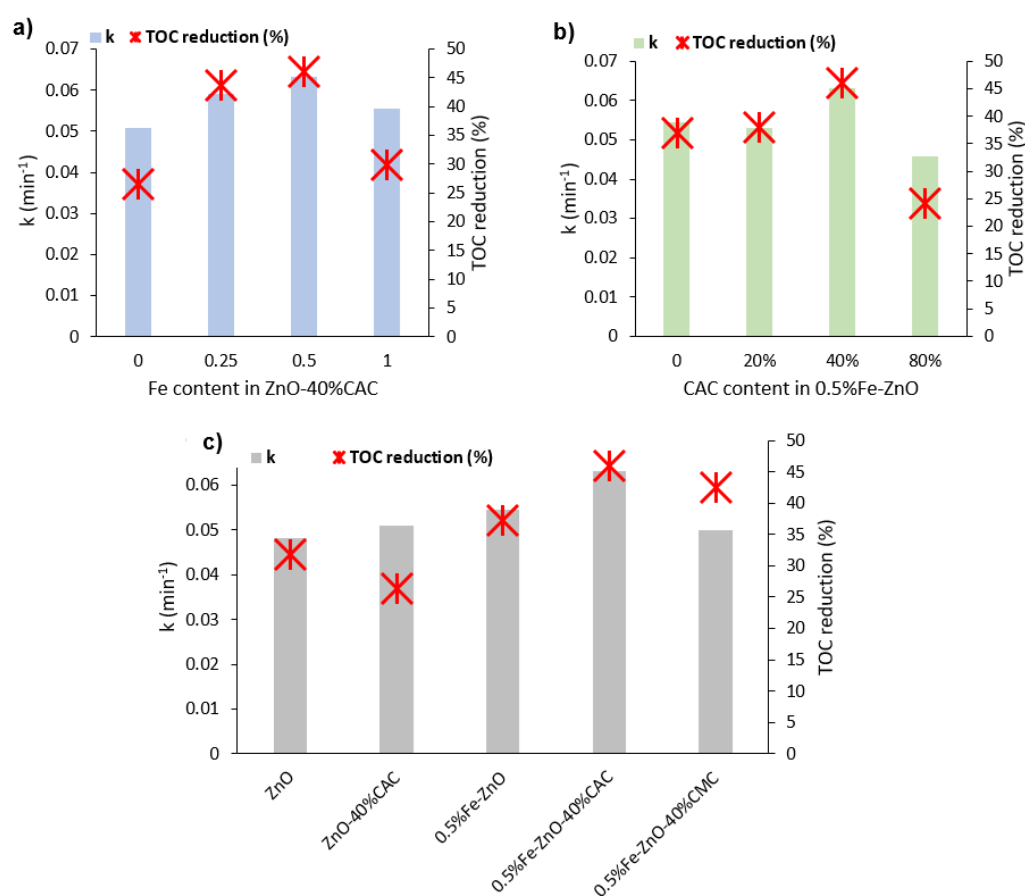 a)
k TOC reduction (%)
0.07
0.06
0.05
0.04
0.03
0.02
0.01
0
k (min⁻¹)
50
45
40
35
30
25
20
15
10
5
0
TOC reduction (%)
0 0.25 0.5 1
Fe content in ZnO-40%CAC
b)
k TOC reduction (%)
0.07
0.06
0.05
0.04
0.03
0.02
0.01
0
k (min⁻¹)
50
45
40
35
30
25
20
15
10
5
0
TOC reduction (%)
0 20% 40% 80%
CAC content in 0.5%Fe-ZnO
c)
k TOC reduction (%)
0.06
0.05
0.04
0.03
0.02
0.01
0
k (min⁻¹)
50
45
40
35
30
25
20
15
10
5
0
TOC reduction (%)
ZnO
ZnO-40%CAC
0.5%Fe-ZnO
0.5%Fe-ZnO-40%CAC
0.5%Fe-ZnO-40%CMC